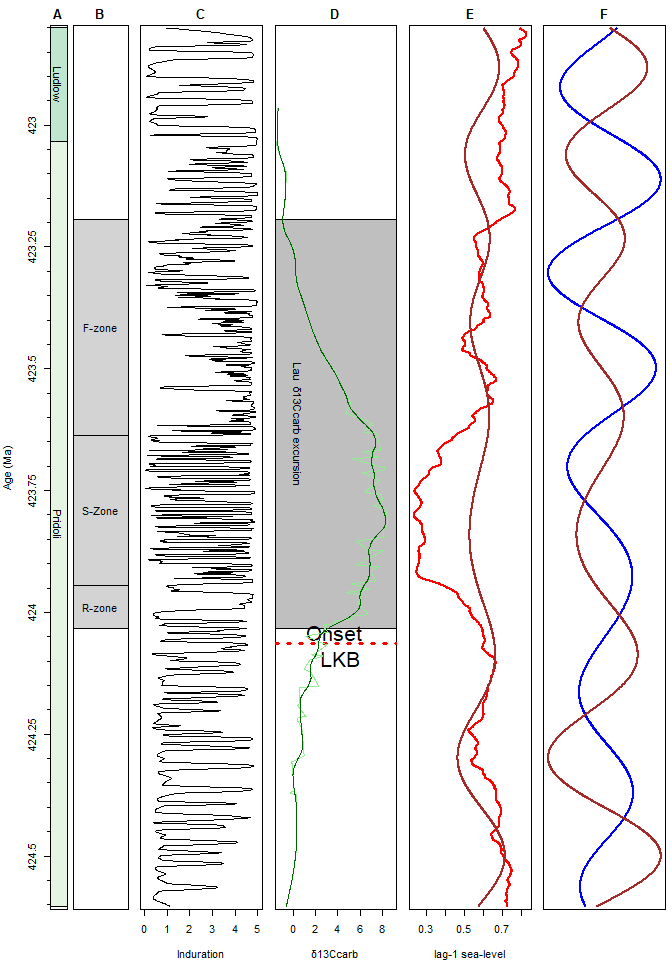 A B C D E F
Ludlow
Pridoli
423
423.25
423.5
423.75
424
424.25
424.5
Age (Ma)
F-zone
S-Zone
R-zone
Lau δ13Ccarb excursion
Onset
LKB
0 1 2 3 4 5
Induration
0 2 4 6 8
δ13Ccarb
0.3 0.5 0.7
lag-1 sea-level